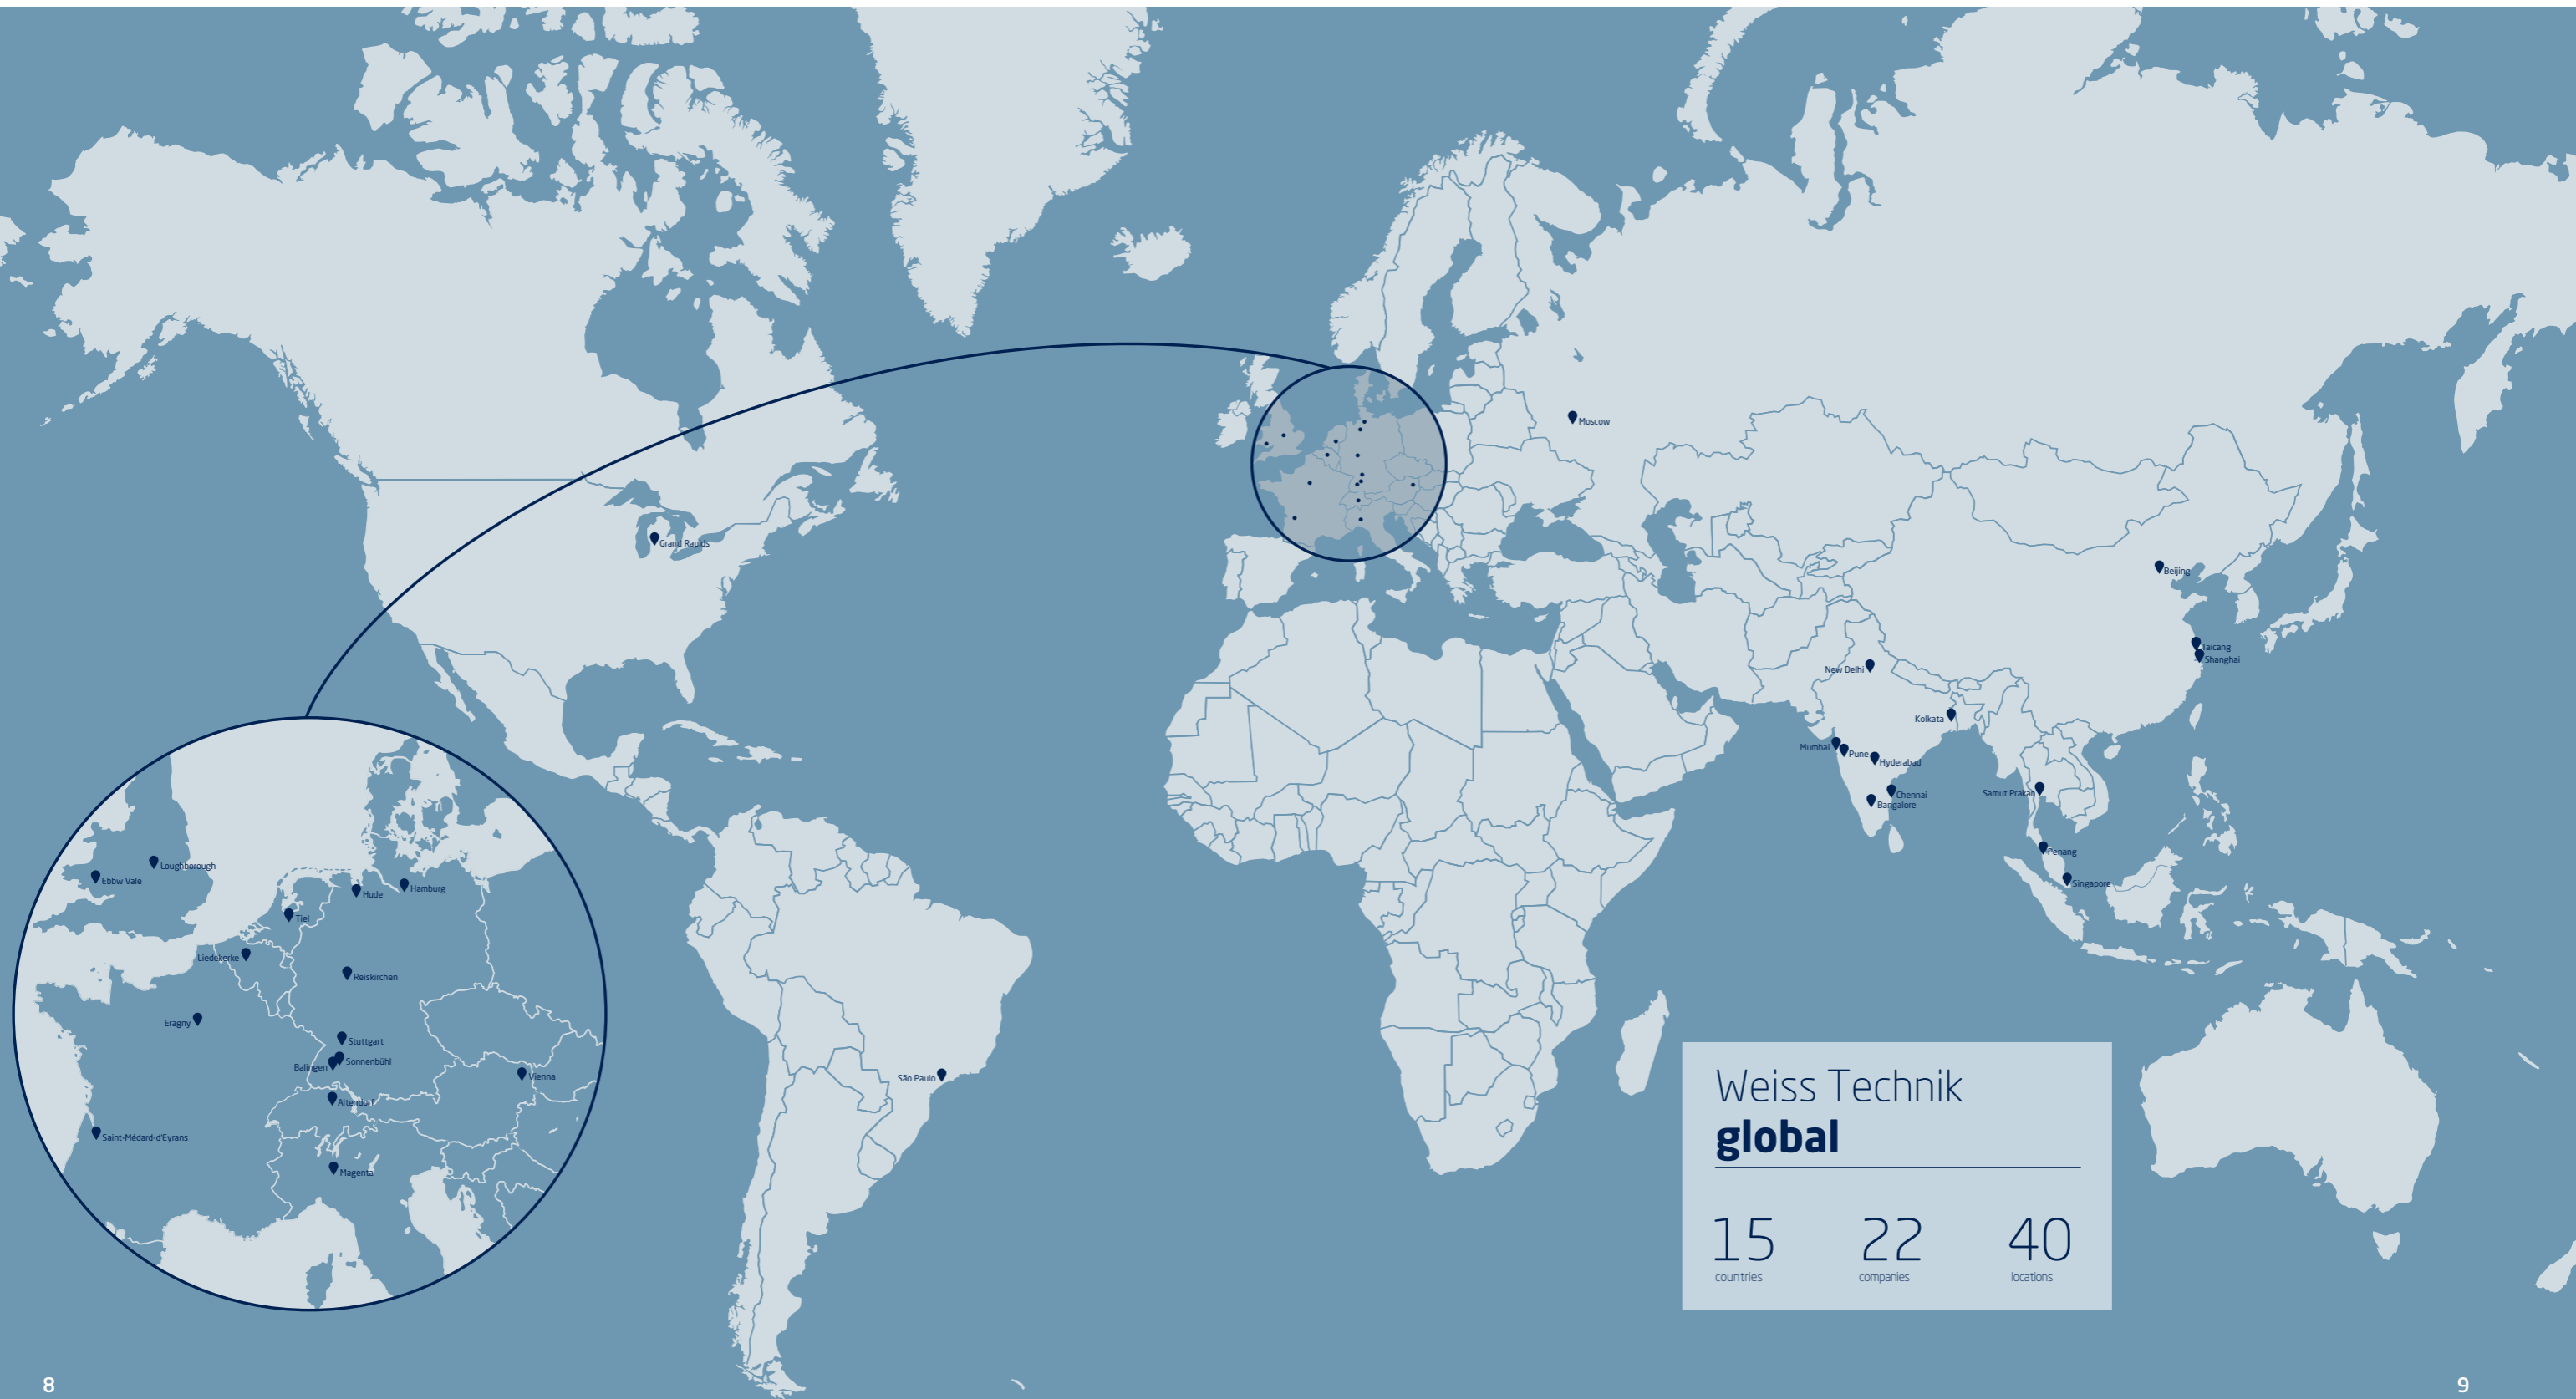 Moscow
Grand Rapids
Beijing
Taicang
Shanghai
New Delhi
Kolkata
Mumbai
Pune
Hyderabad
Chennai
Bangalore
Samut Prakan
Penang
Singapore
São Paulo
Loughborough
Ebbw Vale
Hude
Hamburg
Tiel
Liedekerke
Reiskirchen
Eragny
Stuttgart
Sonnenbühl
Balingen
Vienna
Altendorf
Saint-Médard-d'Eyrans
Magenta
Weiss Technik
global
15 22 40
countries companies locations
8
9